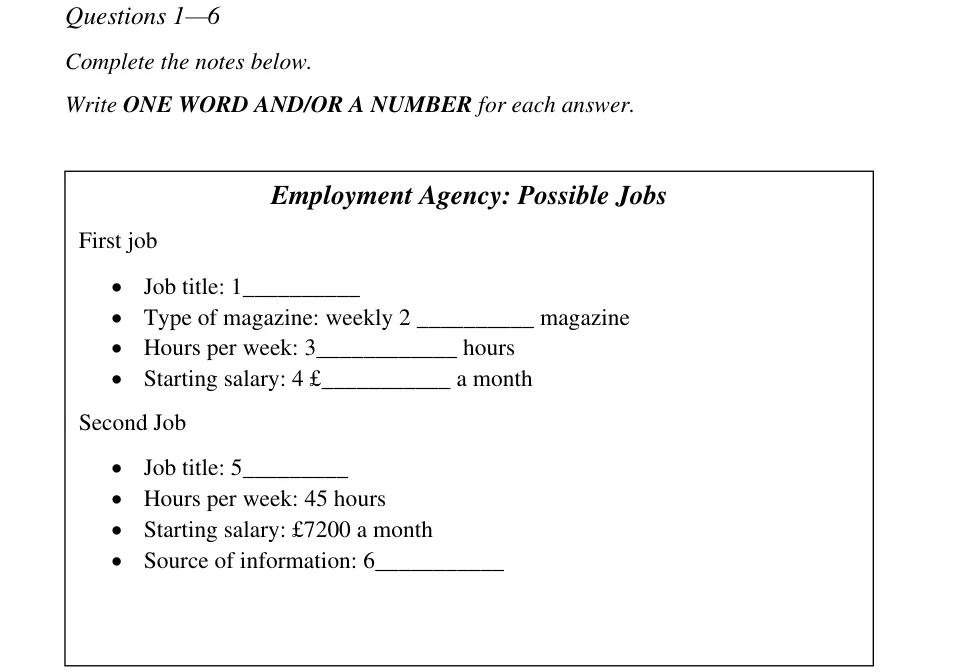 Questions 1—6
Complete the notes below.
Write ONE WORD AND/OR A NUMBER for each answer.
Employment Agency: Possible Jobs
First job
• Job title: 1__________
• Type of magazine: weekly 2 __________ magazine
• Hours per week: 3____________ hours
• Starting salary: 4 £___________ a month
Second Job
• Job title: 5_________
• Hours per week: 45 hours
• Starting salary: £7200 a month
• Source of information: 6___________